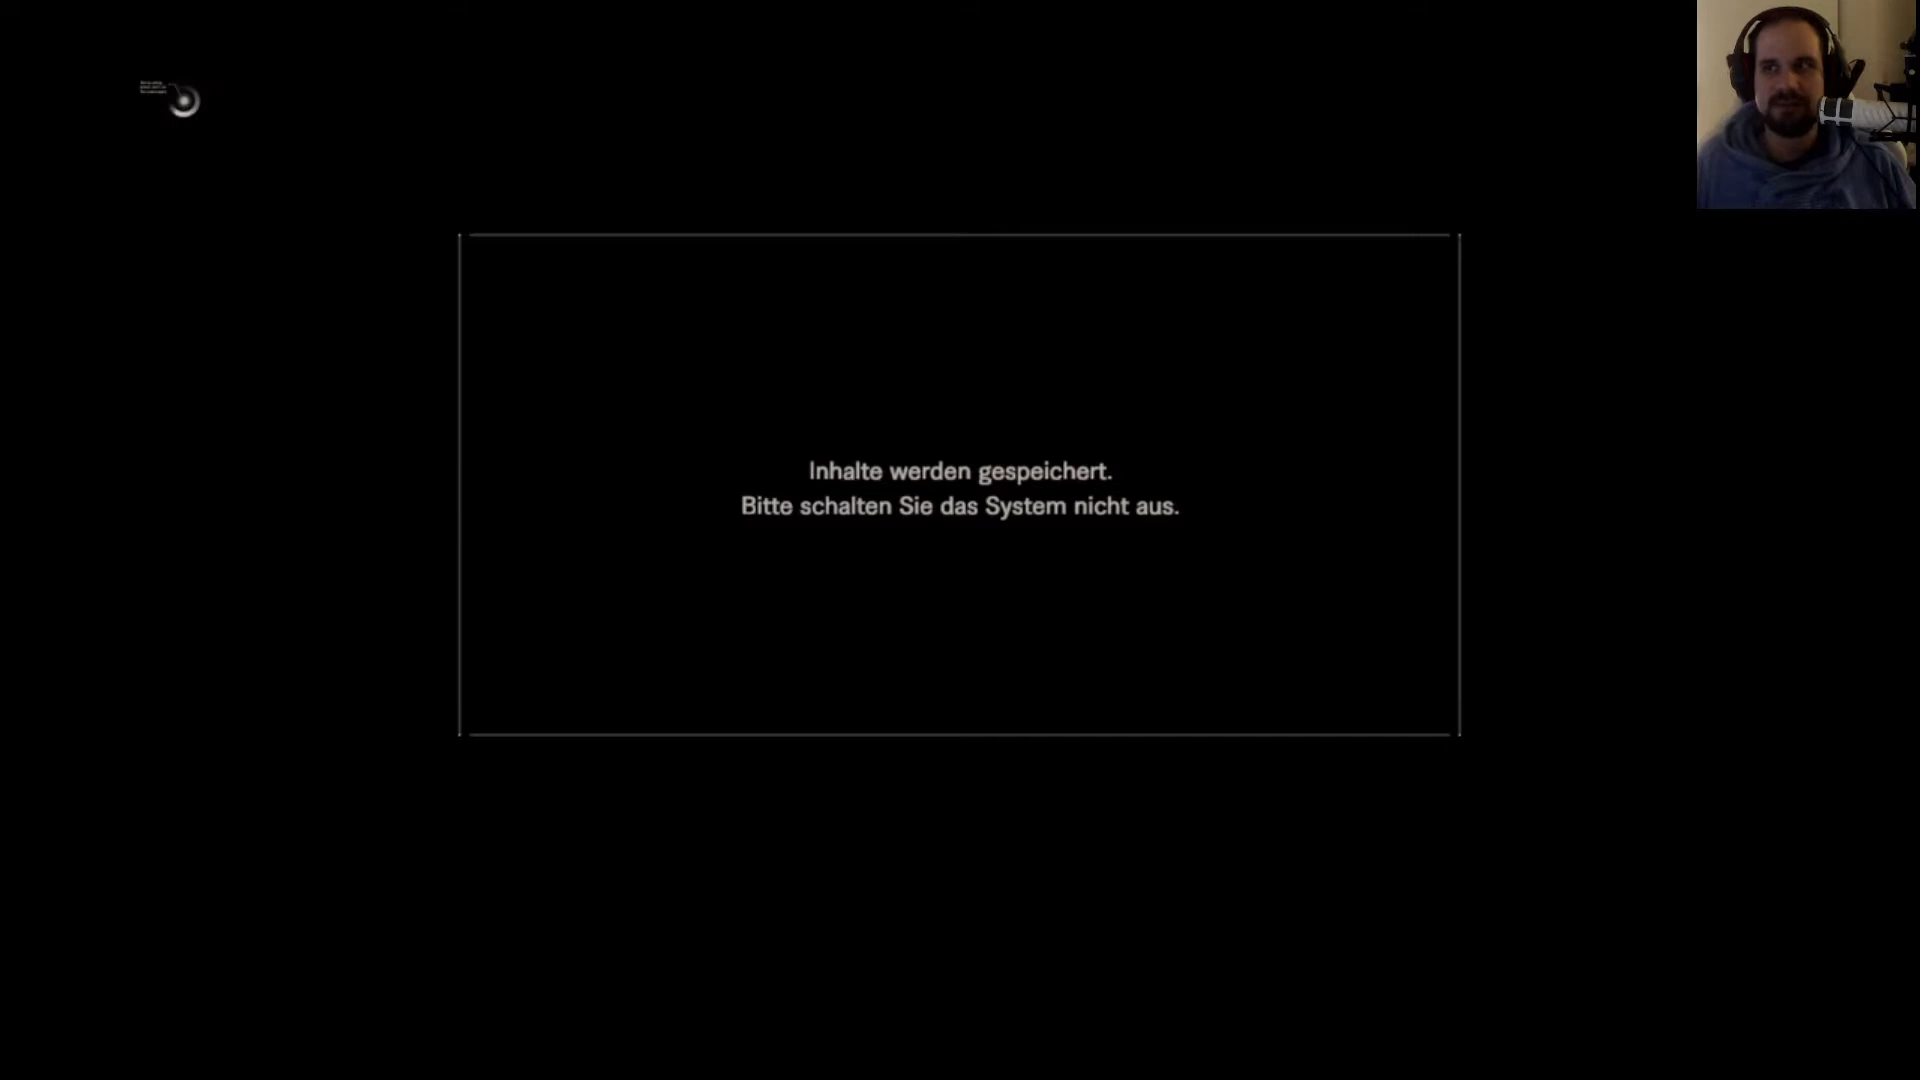 Inhalte werden gespeichert.
Bitte schalten Sie das System nicht aus.